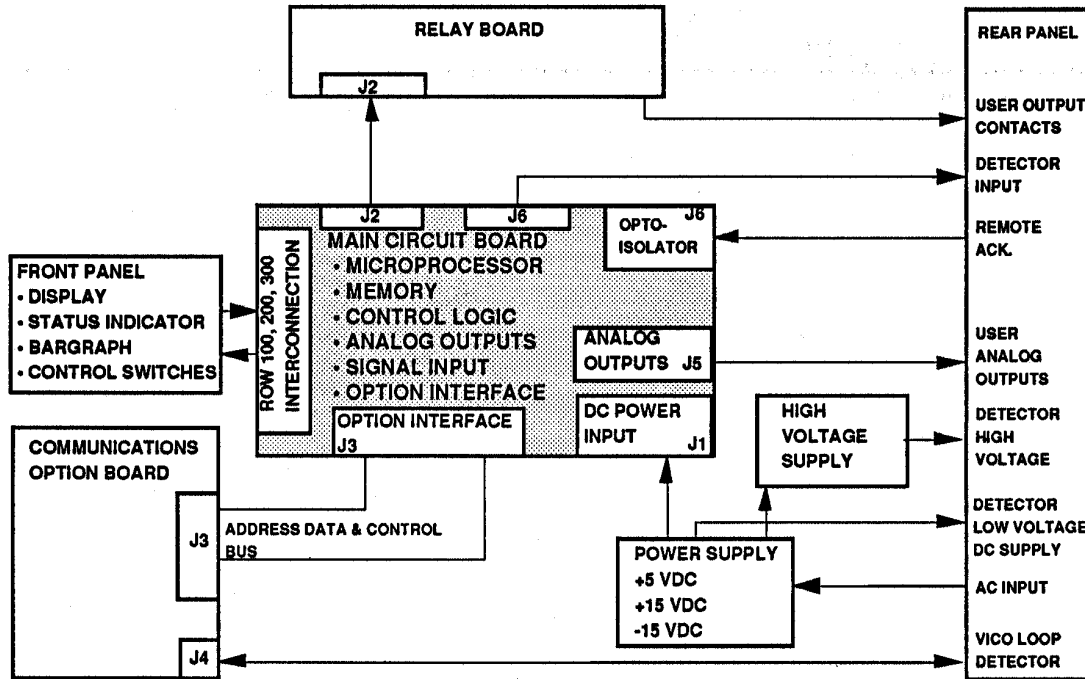 RELAY BOARD
J2
REAR PANEL
USER OUTPUT
CONTACTS
DETECTOR
INPUT
REMOTE
ACK.
USER
ANALOG
OUTPUTS
DETECTOR
HIGH
VOLTAGE
DETECTOR
LOW VOLTAGE
DC SUPPLY
AC INPUT
VICO LOOP
DETECTOR
J2
J6
J6
OPTO-
ISOLATOR
MAIN CIRCUIT BOARD
• MICROPROCESSOR
• MEMORY
• CONTROL LOGIC
• ANALOG OUTPUTS
• SIGNAL INPUT
• OPTION INTERFACE
ROW 100, 200, 300
INTERCONNECTION
ANALOG
OUTPUTS J5
OPTION INTERFACE
J3
DC POWER
INPUT
J1
FRONT PANEL
• DISPLAY
• STATUS INDICATOR
• BARGRAPH
• CONTROL SWITCHES
HIGH
VOLTAGE
SUPPLY
COMMUNICATIONS
OPTION BOARD
J3
ADDRESS DATA & CONTROL
BUS
J4
POWER SUPPLY
+5 VDC
+15 VDC
-15 VDC